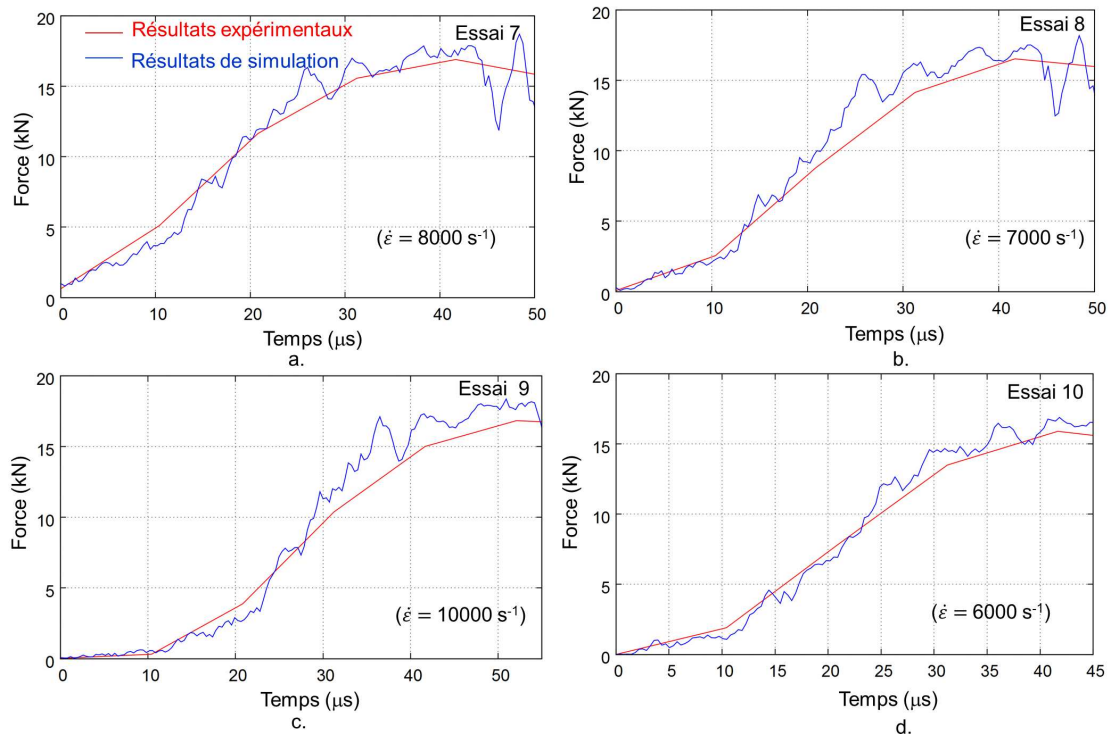 Résultats expérimentaux
Résultats de simulation
Essai 7
Force (kN)
20
15
10
5
0
(ε̇ = 8000 s⁻¹)
0 10 20 30 40 50
Temps (μs)
a.
Essai 8
Force (kN)
20
15
10
5
0
(ε̇ = 7000 s⁻¹)
0 10 20 30 40 50
Temps (μs)
b.
Essai 9
Force (kN)
20
15
10
5
0
(ε̇ = 10000 s⁻¹)
0 10 20 30 40 50
Temps (μs)
c.
Essai 10
Force (kN)
20
15
10
5
0
(ε̇ = 6000 s⁻¹)
0 5 10 15 20 25 30 35 40 45
Temps (μs)
d.